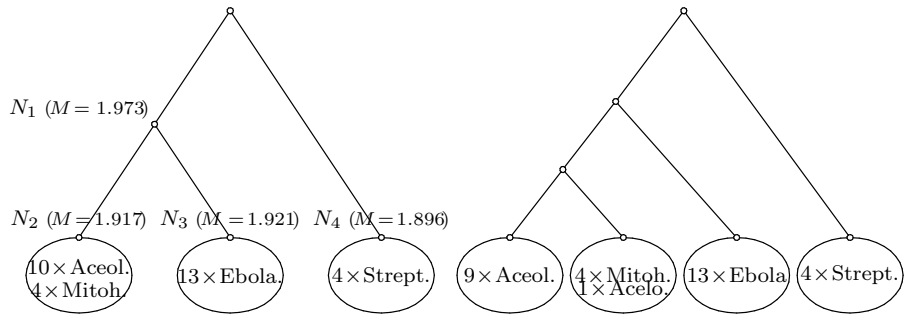 N₁ (M = 1.973)
N₂ (M = 1.917) N₃ (M = 1.921) N₄ (M = 1.896)
10×Aceol.
4×Mitoh.
13×Ebola.
4×Strept.
9×Aceol.
4×Mitoh.
1×Acelo.
13×Ebola
4×Strept.